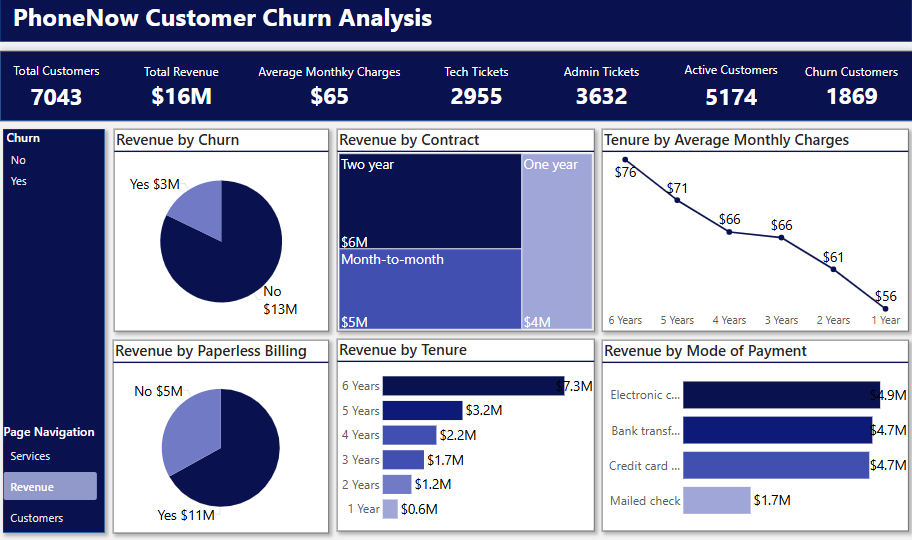 PhoneNow Customer Churn Analysis
Total Customers
7043
Total Revenue
$16M
Average Monthky Charges
$65
Tech Tickets
2955
Admin Tickets
3632
Active Customers
5174
Churn Customers
1869
Churn
No
Yes
Page Navigation
Services
Revenue
Customers
Revenue by Churn
Yes $3M
No
$13M
Revenue by Contract
Two year
$6M
Month-to-month
$5M
One year
$4M
Tenure by Average Monthly Charges
$76
$71
$66
$66
$61
$56
6 Years
5 Years
4 Years
3 Years
2 Years
1 Year
Revenue by Paperless Billing
No $5M
Yes $11M
Revenue by Tenure
6 Years $7.3M
5 Years $3.2M
4 Years $2.2M
3 Years $1.7M
2 Years $1.2M
1 Year $0.6M
Revenue by Mode of Payment
Electronic c... $4.9M
Bank transf... $4.7M
Credit card ... $4.7M
Mailed check $1.7M